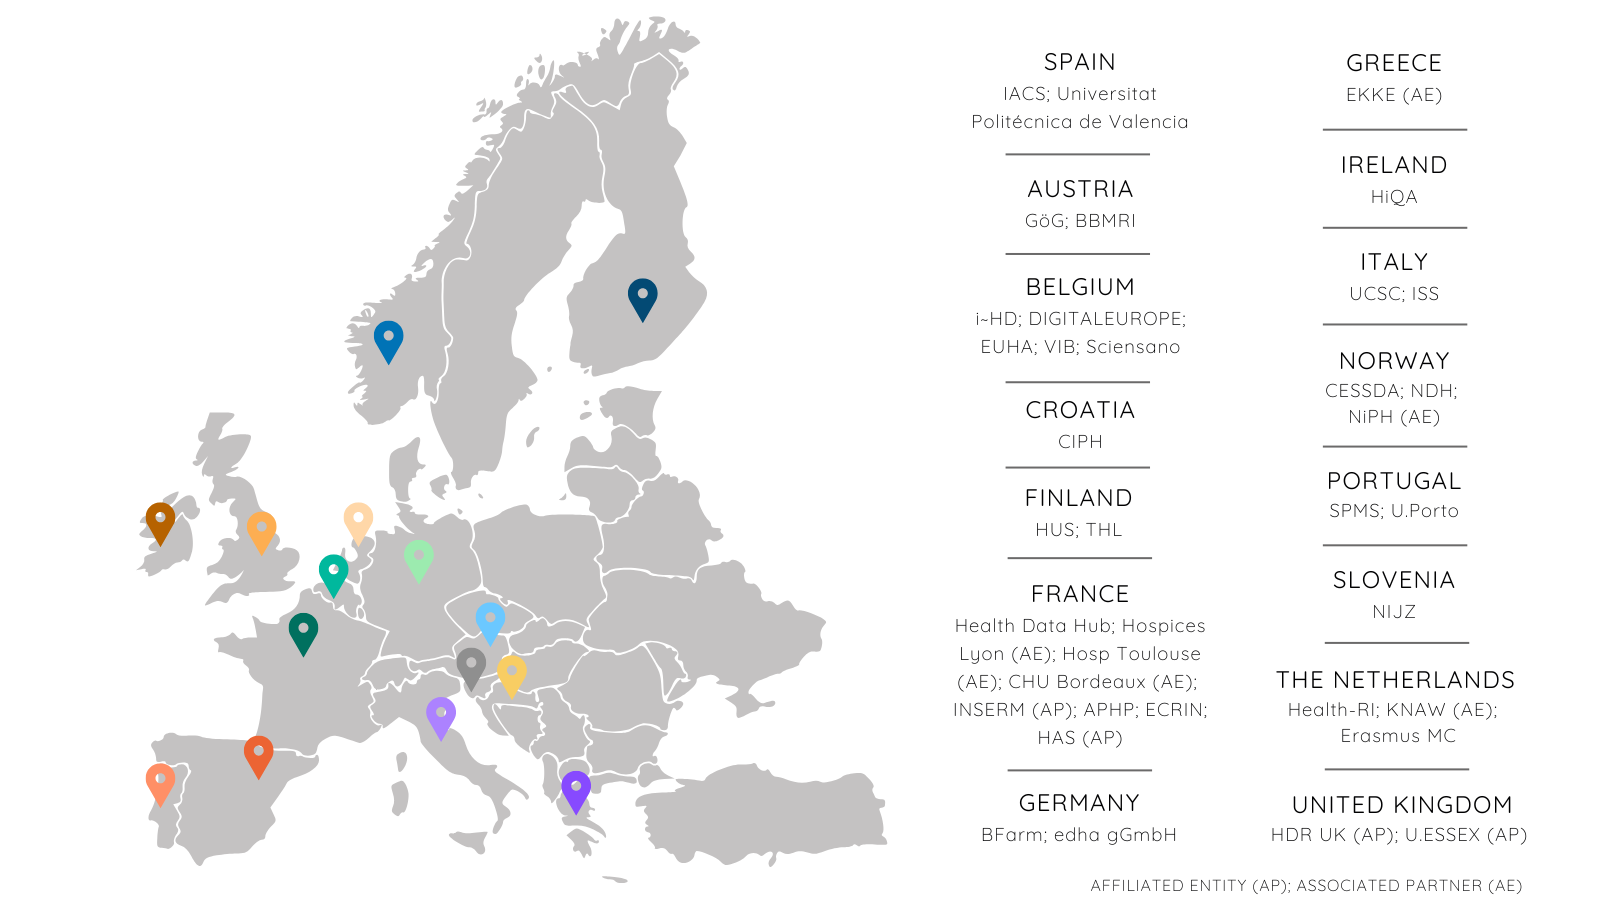 SPAIN
IACS; Universitat
Politécnica de Valencia
AUSTRIA
GöG; BBMRI
BELGIUM
i~HD; DIGITALEUROPE;
EUHA; VIB; Sciensano
CROATIA
CIPH
FINLAND
HUS; THL
FRANCE
Health Data Hub; Hospices
Lyon (AE); Hosp Toulouse
(AE); CHU Bordeaux (AE);
INSERM (AP); APHP; ECRIN;
HAS (AP)
GERMANY
BFarm; edha gGmbH
GREECE
EKKE (AE)
IRELAND
HiQA
ITALY
UCSC; ISS
NORWAY
CESSDA; NDH;
NiPH (AE)
PORTUGAL
SPMS; U.Porto
SLOVENIA
NIJZ
THE NETHERLANDS
Health-RI; KNAW (AE);
Erasmus MC
UNITED KINGDOM
HDR UK (AP); U.ESSEX (AP)
AFFILIATED ENTITY (AP); ASSOCIATED PARTNER (AE)